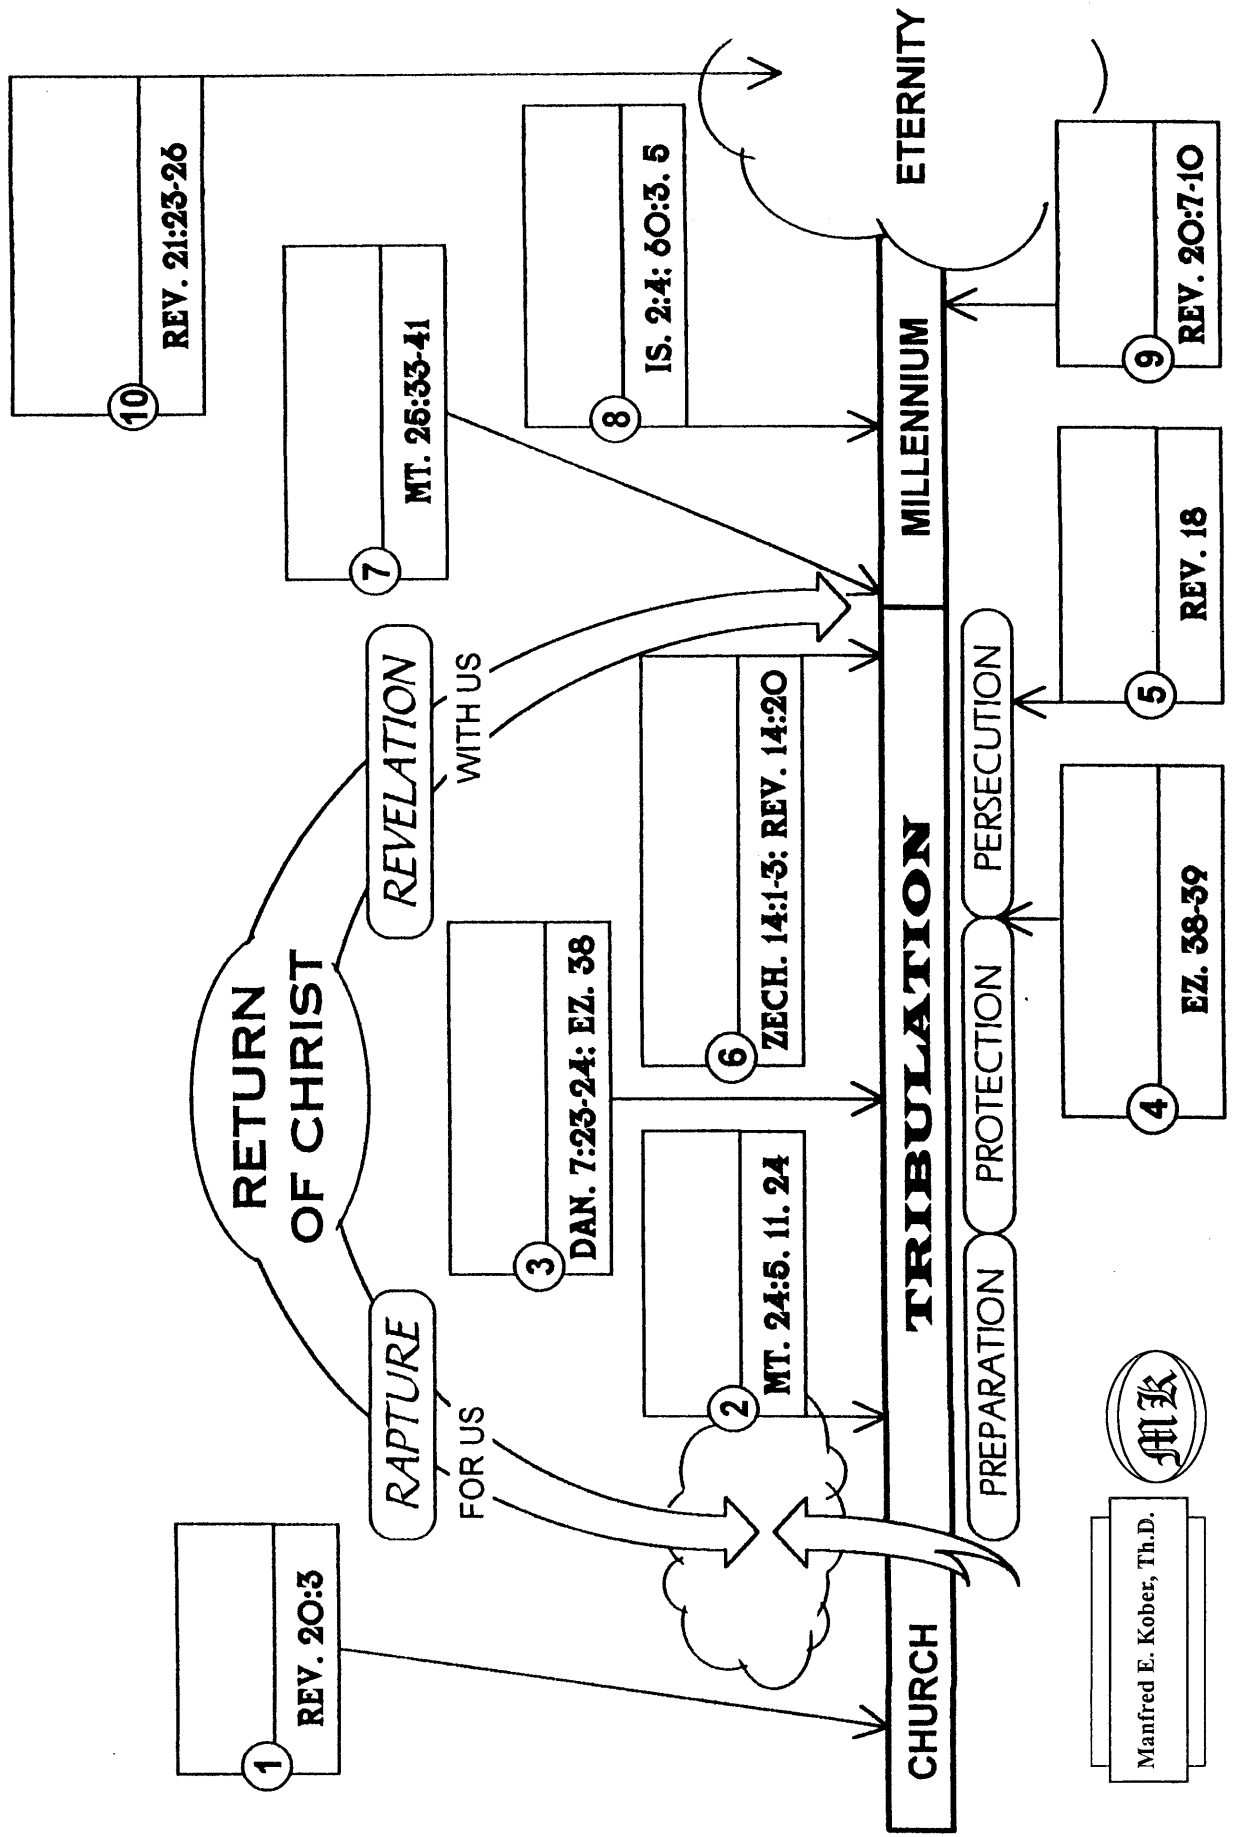 RETURN
OF CHRIST
RAPTURE
FOR US
REVELATION
WITH US
1
REV. 20:3
2
MT. 24:5. 11. 24
3
DAN. 7:23-24: EZ. 38
6
ZECH. 14:1-3: REV. 14:20
7
MT. 25:33-41
8
IS. 2:4: 60:3. 5
10
REV. 21:23-26
CHURCH
TRIBULATION
MILLENNIUM
ETERNITY
PREPARATION
PROTECTION
PERSECUTION
4
EZ. 38-39
5
REV. 18
9
REV. 20:7-10
Manfred E. Kober, Th.D.
MK